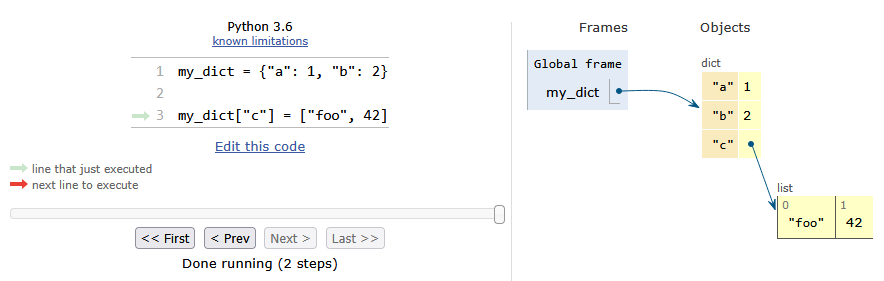 Python 3.6
known limitations
1 my_dict = {"a": 1, "b": 2}
2
3 my_dict["c"] = ["foo", 42]
Edit this code
line that just executed
next line to execute
<< First < Prev Next > Last >>
Done running (2 steps)
Frames Objects
Global frame
my_dict
dict
"a" 1
"b" 2
"c"
list
0 1
"foo" 42